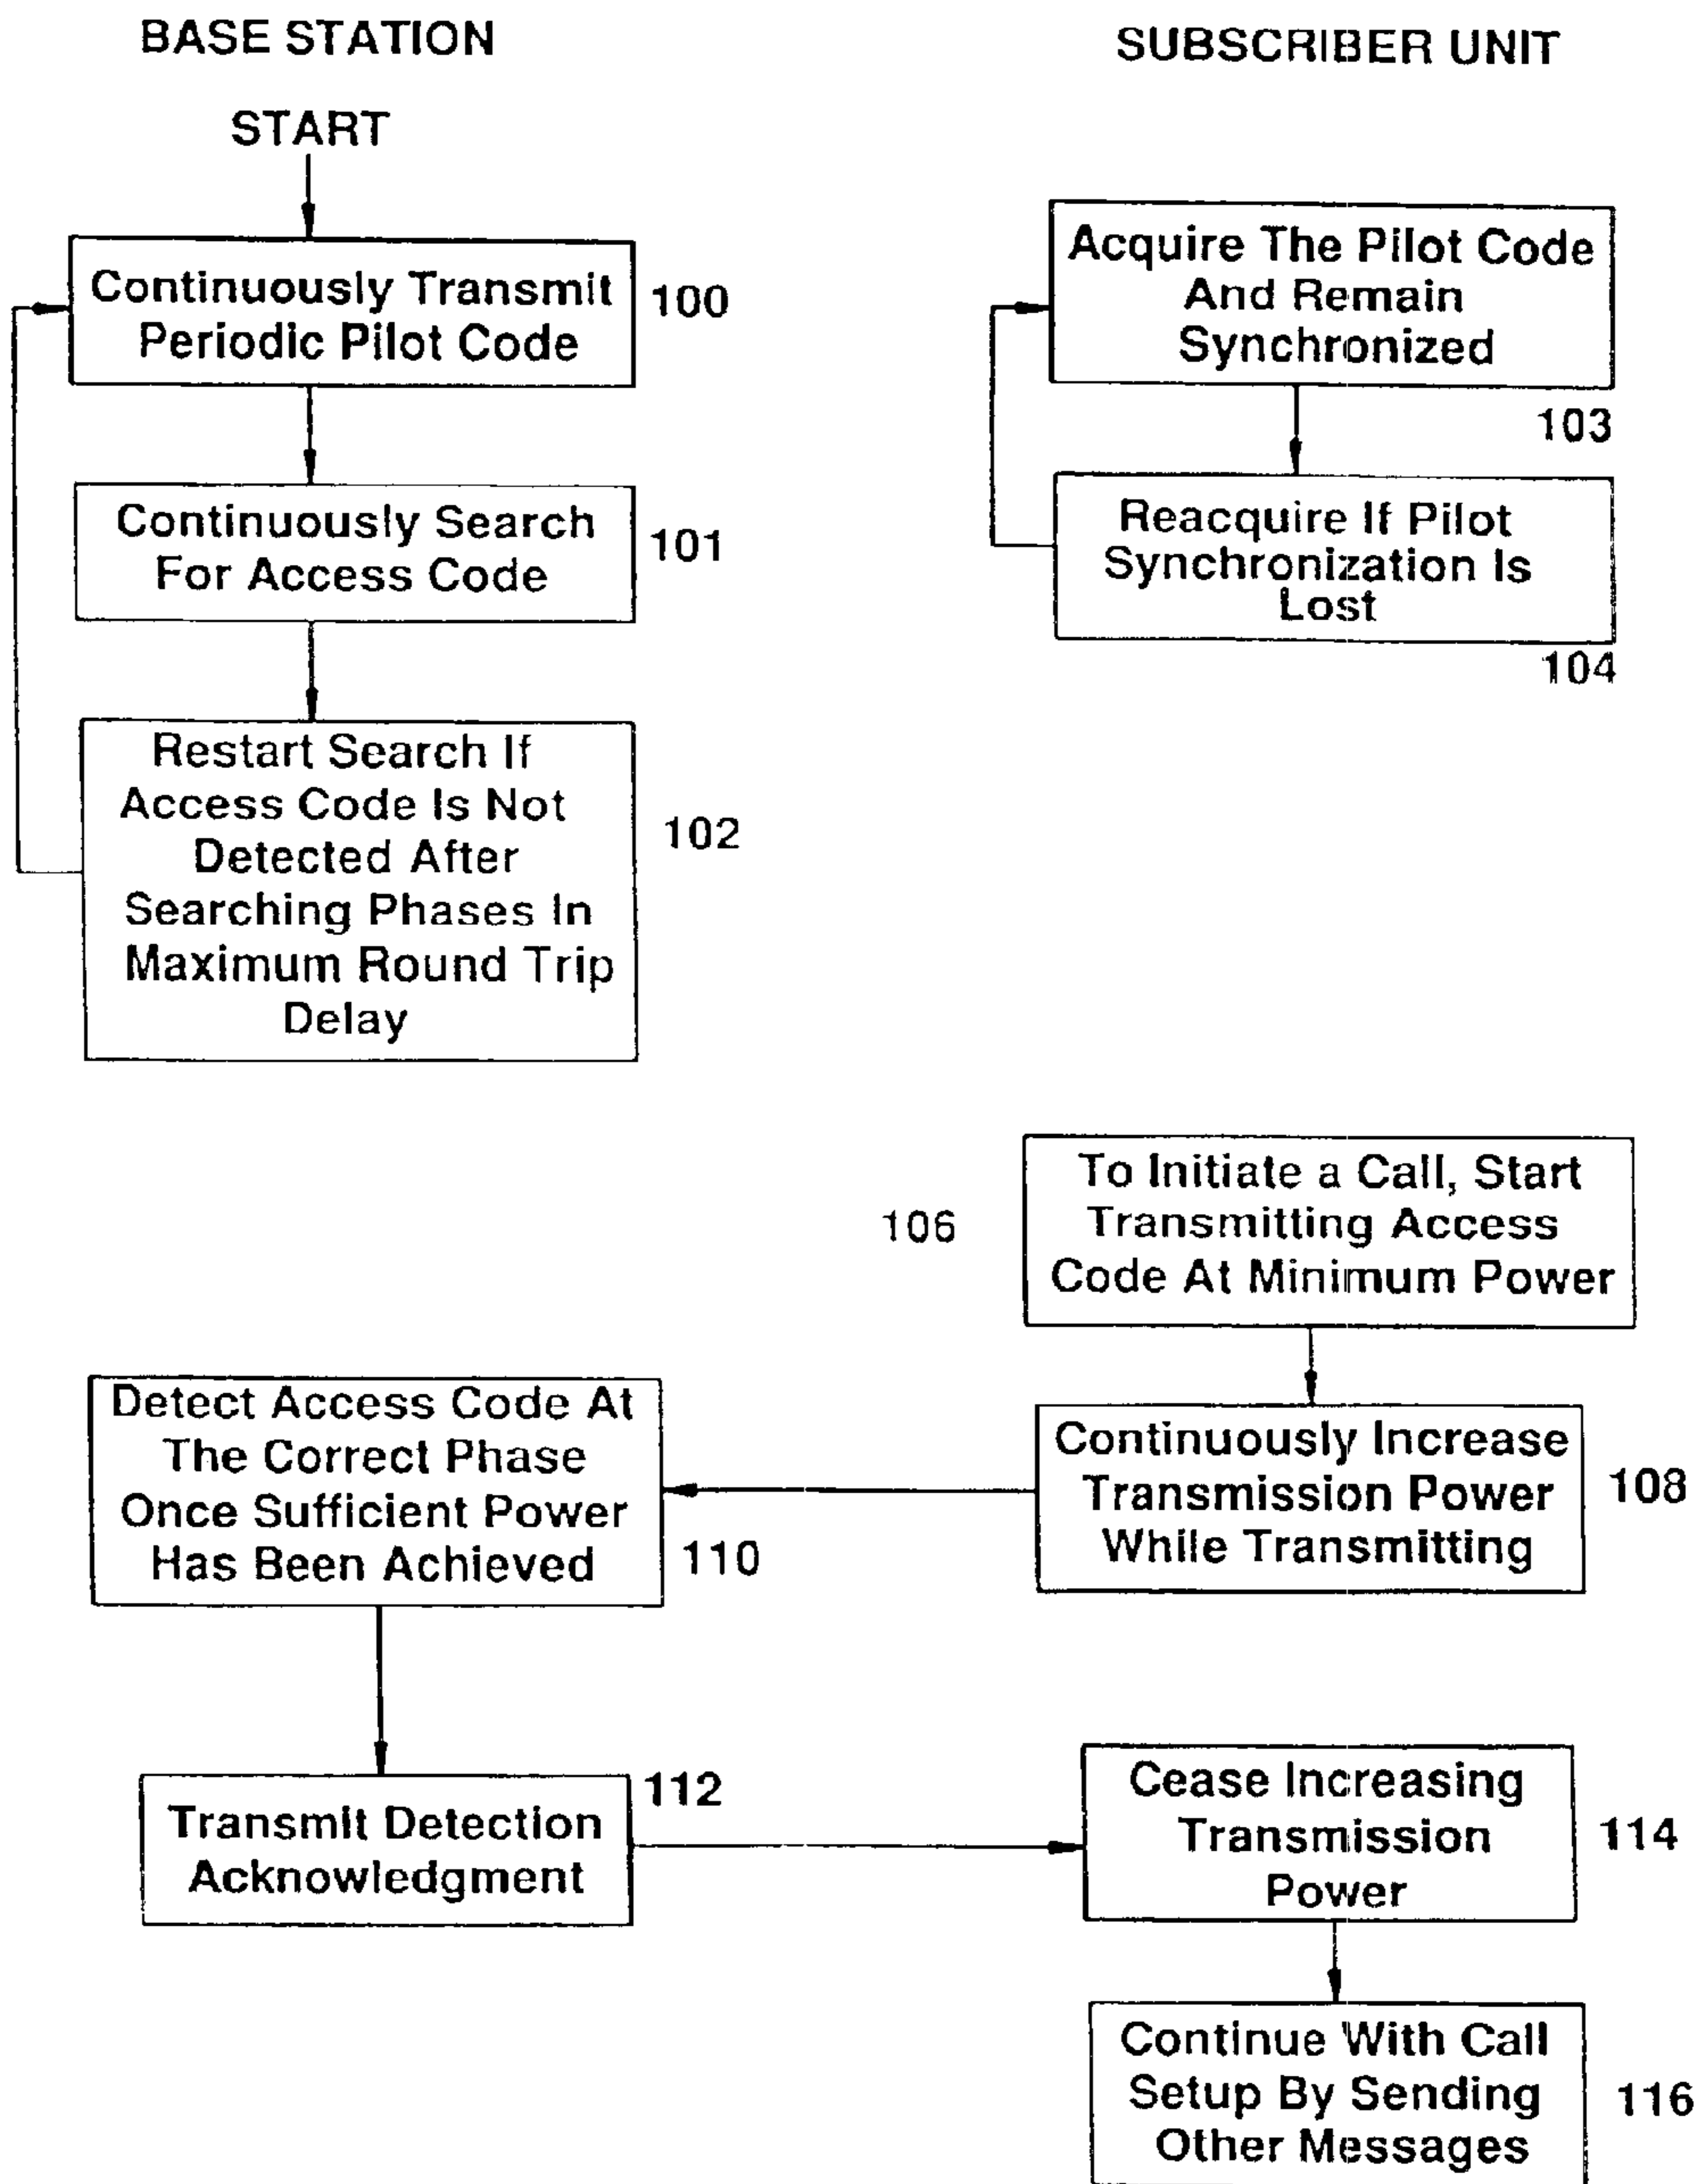 BASE STATION
SUBSCRIBER UNIT
START
Continuously Transmit
Periodic Pilot Code
100
Continuously Search
For Access Code
101
Restart Search If
Access Code Is Not
Detected After
Searching Phases In
Maximum Round Trip
Delay
102
Acquire The Pilot Code
And Remain
Synchronized
103
Reacquire If Pilot
Synchronization Is
Lost
104
To Initiate a Call, Start
Transmitting Access
Code At Minimum Power
106
Continuously Increase
Transmission Power
While Transmitting
108
Detect Access Code At
The Correct Phase
Once Sufficient Power
Has Been Achieved
110
Transmit Detection
Acknowledgment
112
Cease Increasing
Transmission
Power
114
Continue With Call
Setup By Sending
Other Messages
116